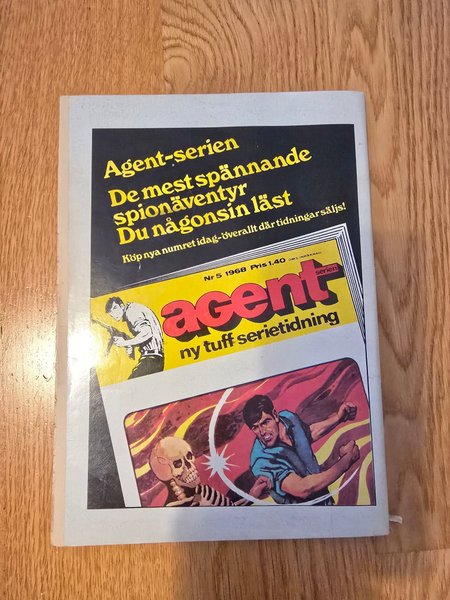 Agent-serien
De mest spännande
spionäventyr
Du någonsin läst
Köp nya numret idag-överallt där tidningar säljs!
Nr 5 1968 Pris 1.40
agent
serien
ny tuff serietidning